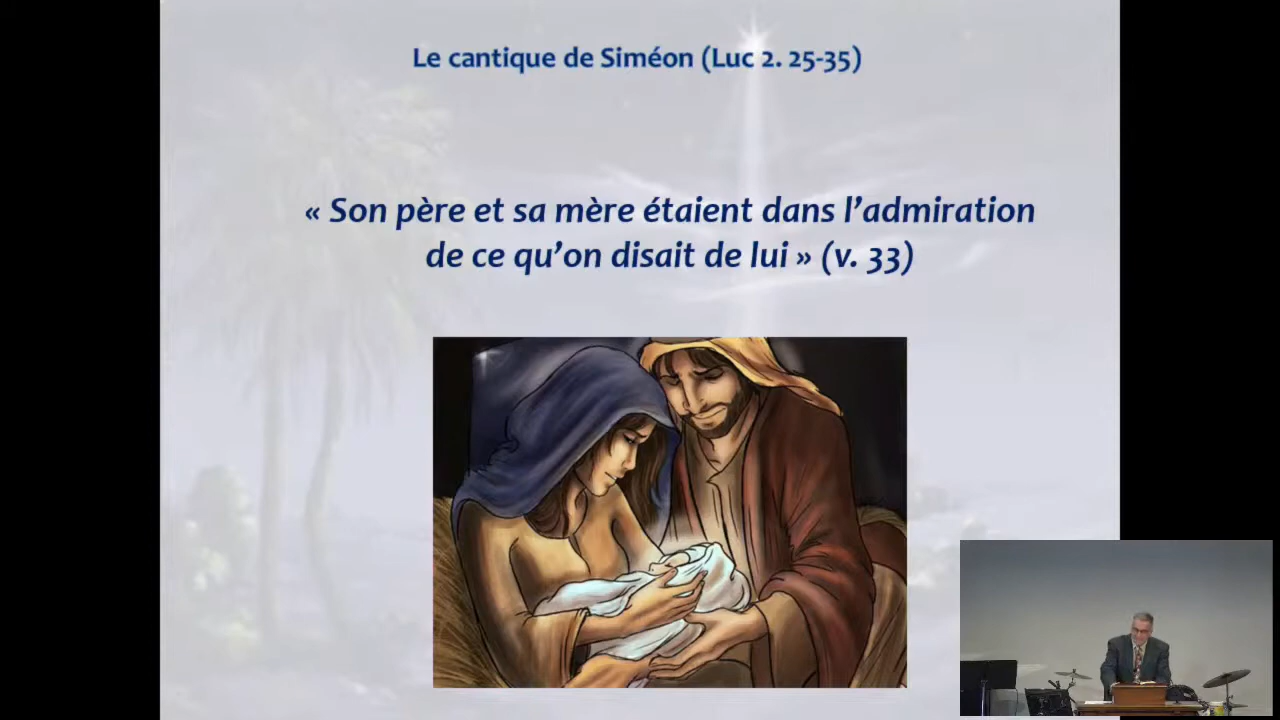 Le cantique de Siméon (Luc 2. 25-35)
« Son père et sa mère étaient dans l’admiration
de ce qu’on disait de lui » (v. 33)